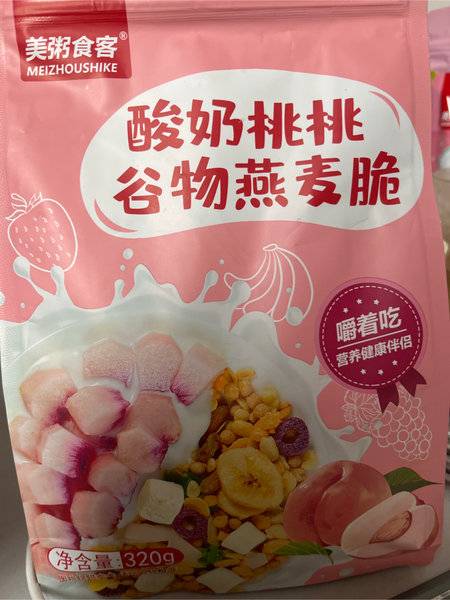 美粥食客®
MEIZHOUSHIKE
酸奶桃桃
谷物燕麦脆
嚼着吃
营养健康伴侣
净含量:320g